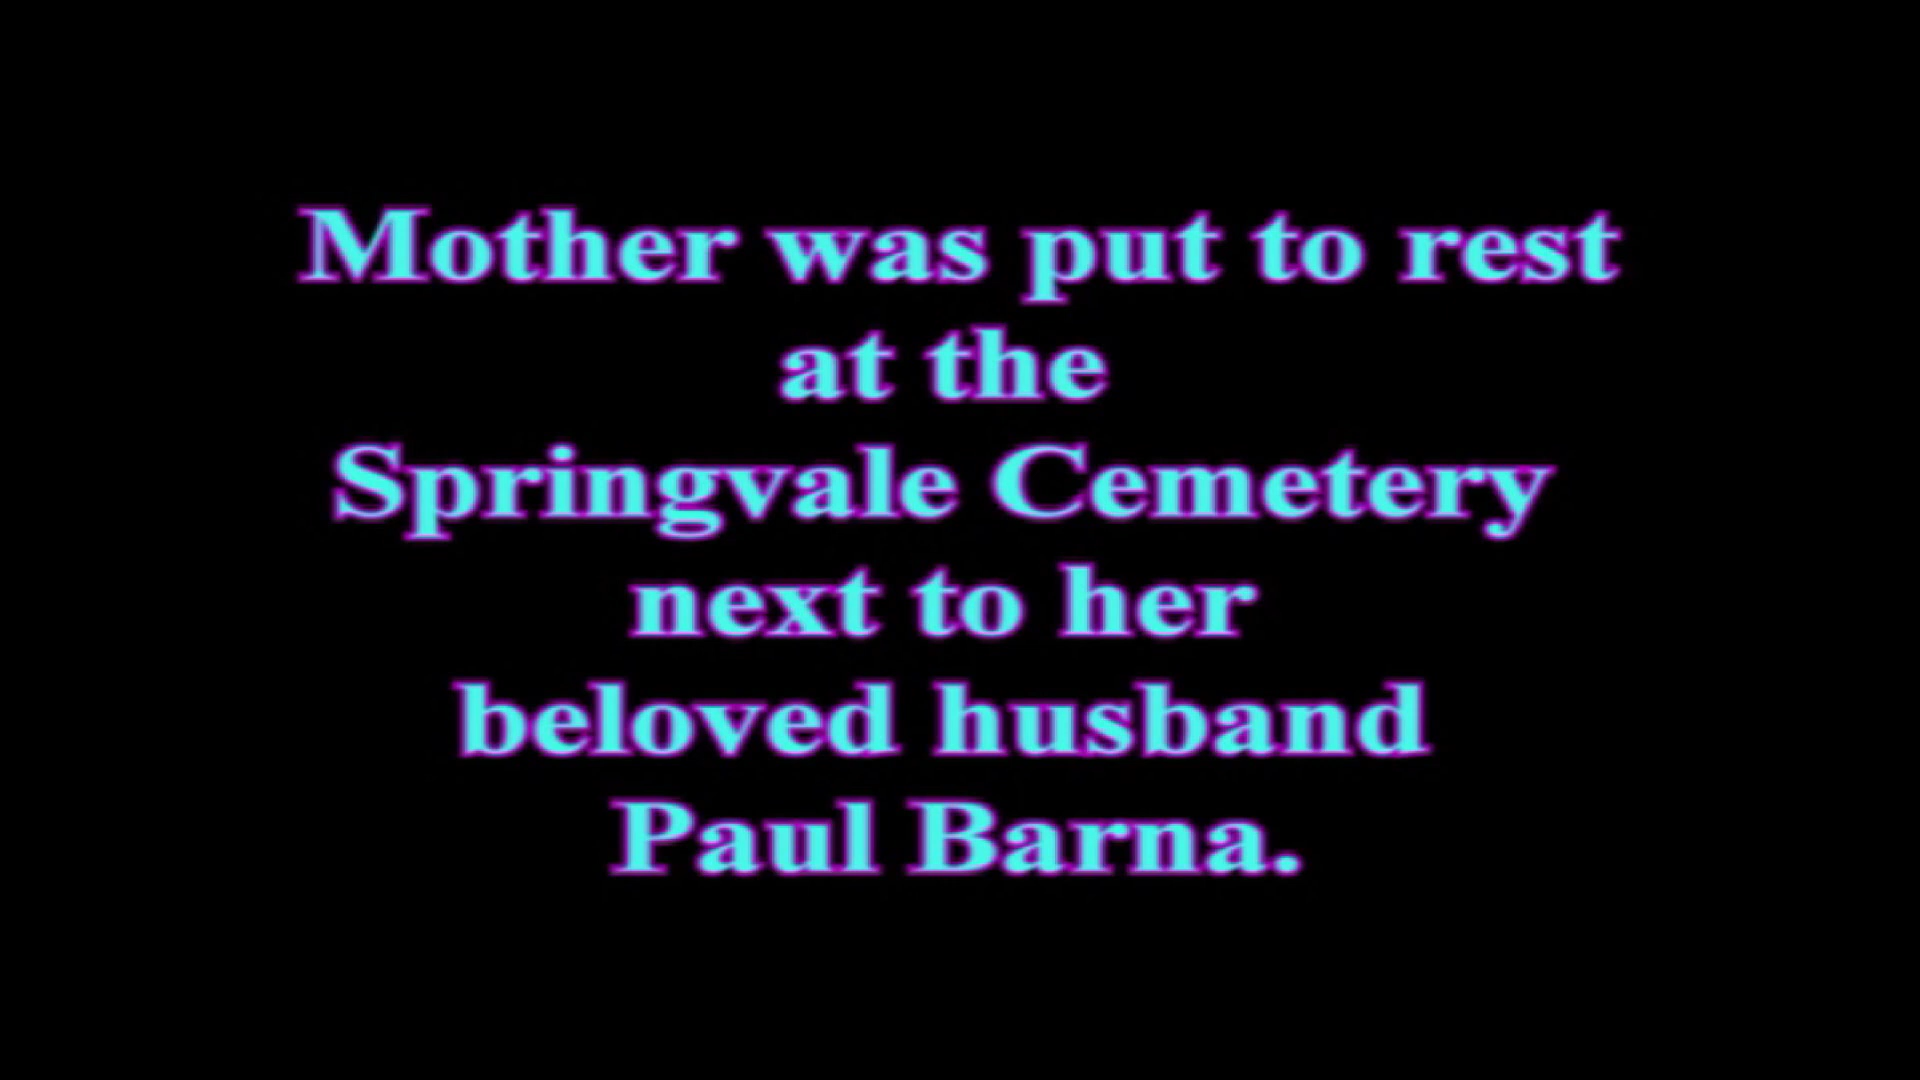 Mother was put to rest
at the
Springvale Cemetery
next to her
beloved husband
Paul Barna.